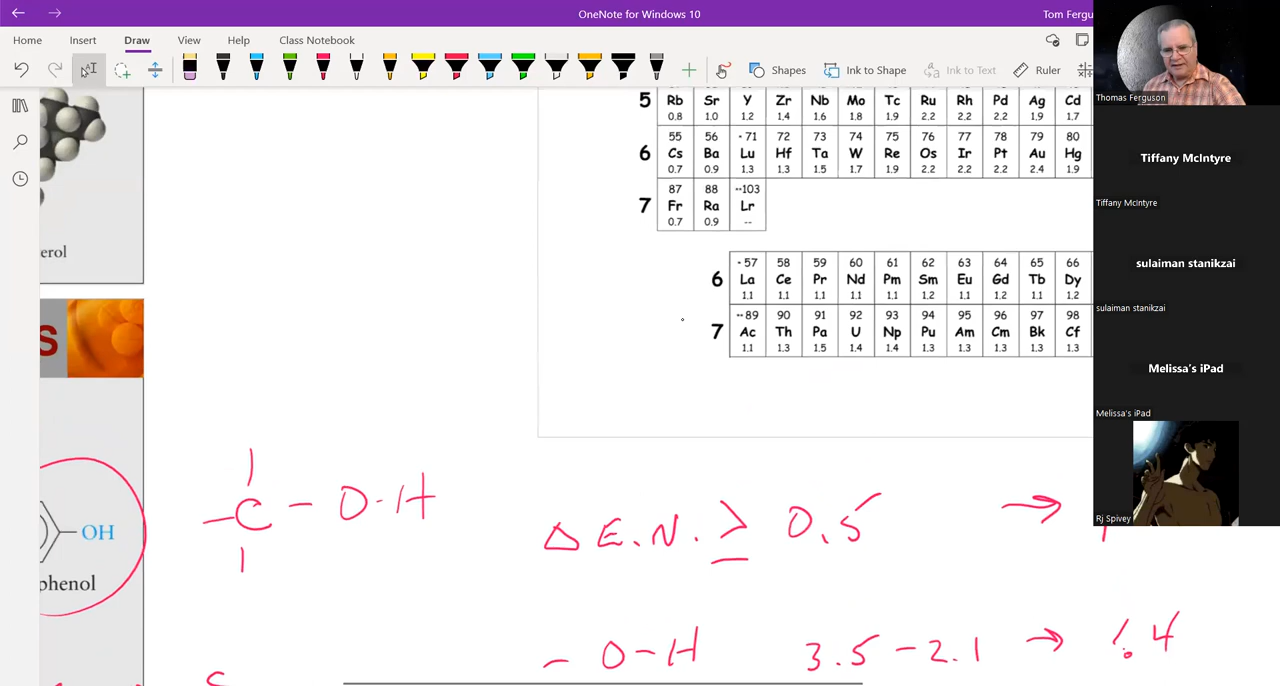 OneNote for Windows 10
Tom Fergu
Home Insert Draw View Help Class Notebook
Shapes Ink to Shape Ink to Text Ruler
Thomas Ferguson
Tiffany McIntyre
Tiffany McIntyre
sulaiman stanikzai
sulaiman stanikzai
Melissa's iPad
Melissa's iPad
Rj Spivey
erol
S
OH
phenol
5 Rb Sr Y Zr Nb Mo Tc Ru Rh Pd Ag Cd
0.8 1.0 1.2 1.4 1.6 1.8 1.9 2.2 2.2 2.2 1.9 1.7
55 56 *71 72 73 74 75 76 77 78 79 80
6 Cs Ba Lu Hf Ta W Re Os Ir Pt Au Hg
0.7 0.9 1.3 1.3 1.5 1.7 1.9 2.2 2.2 2.2 2.4 1.9
87 88 **103
7 Fr Ra Lr
0.7 0.9 --
*57 58 59 60 61 62 63 64 65 66
6 La Ce Pr Nd Pm Sm Eu Gd Tb Dy
1.1 1.1 1.1 1.1 1.1 1.2 1.1 1.2 1.1 1.2
**89 90 91 92 93 94 95 96 97 98
7 Ac Th Pa U Np Pu Am Cm Bk Cf
1.1 1.3 1.5 1.4 1.4 1.3 1.3 1.3 1.3 1.3
-C-O-H
Δ E.N. ≥ 0.5 →
-O-H 3.5-2.1 → 1.4